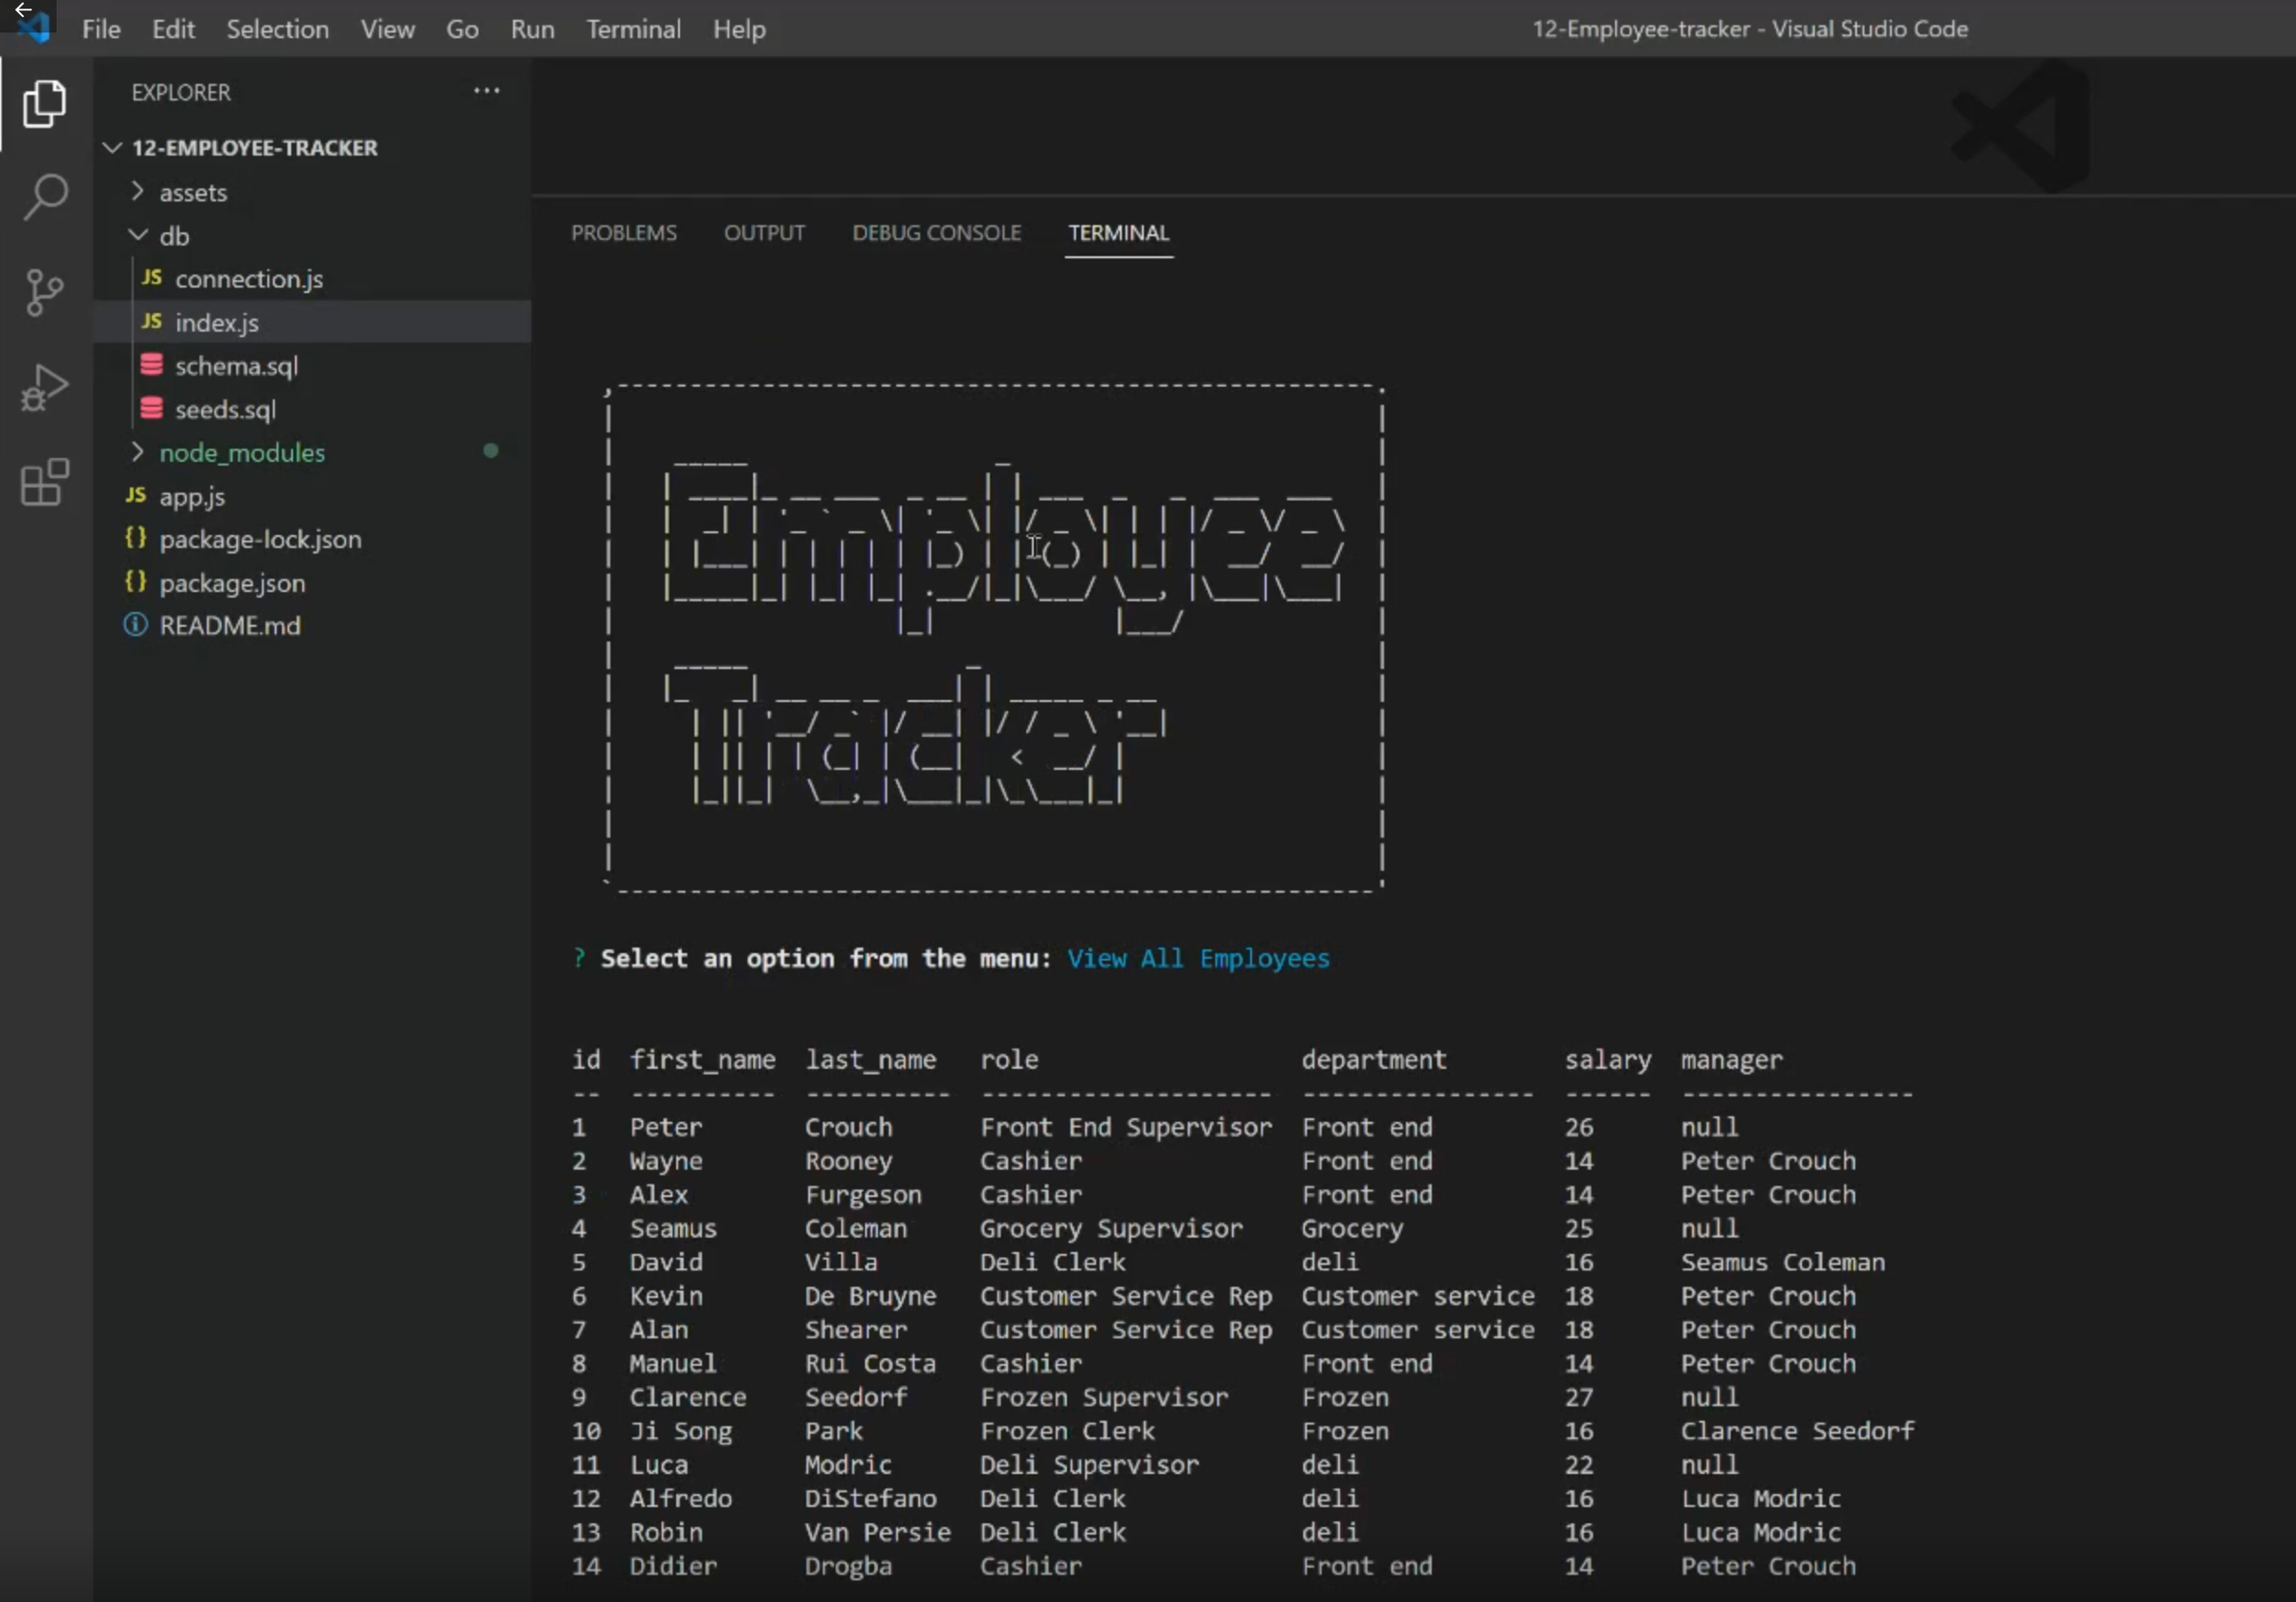 File Edit Selection View Go Run Terminal Help 12-Employee-tracker - Visual Studio Code
EXPLORER ...
12-EMPLOYEE-TRACKER
assets
db
JS connection.js
JS index.js
schema.sql
seeds.sql
node_modules
JS app.js
{} package-lock.json
{} package.json
README.md
PROBLEMS OUTPUT DEBUG CONSOLE TERMINAL
Employee
Tracker
? Select an option from the menu: View All Employees
id first_name last_name role department salary manager
-- ---------- ---------- -------------------- ---------------- ------ ----------------
1 Peter Crouch Front End Supervisor Front end 26 null
2 Wayne Rooney Cashier Front end 14 Peter Crouch
3 Alex Furgeson Cashier Front end 14 Peter Crouch
4 Seamus Coleman Grocery Supervisor Grocery 25 null
5 David Villa Deli Clerk deli 16 Seamus Coleman
6 Kevin De Bruyne Customer Service Rep Customer service 18 Peter Crouch
7 Alan Shearer Customer Service Rep Customer service 18 Peter Crouch
8 Manuel Rui Costa Cashier Front end 14 Peter Crouch
9 Clarence Seedorf Frozen Supervisor Frozen 27 null
10 Ji Song Park Frozen Clerk Frozen 16 Clarence Seedorf
11 Luca Modric Deli Supervisor deli 22 null
12 Alfredo DiStefano Deli Clerk deli 16 Luca Modric
13 Robin Van Persie Deli Clerk deli 16 Luca Modric
14 Didier Drogba Cashier Front end 14 Peter Crouch